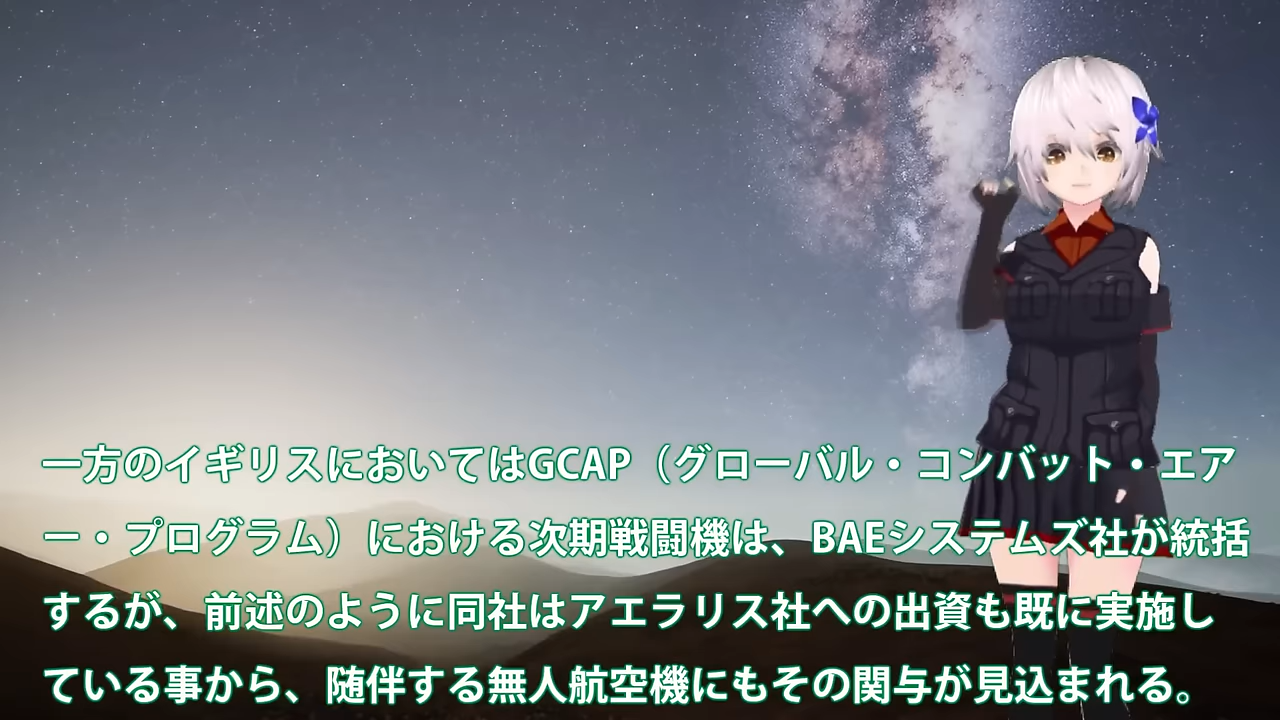 一方のイギリスにおいてはGCAP（グローバル・コンバット・エア
ー・プログラム）における次期戦闘機は、BAEシステムズ社が統括
するが、前述のように同社はアエラリス社への出資も既に実施し
ている事から、随伴する無人航空機にもその関与が見込まれる。